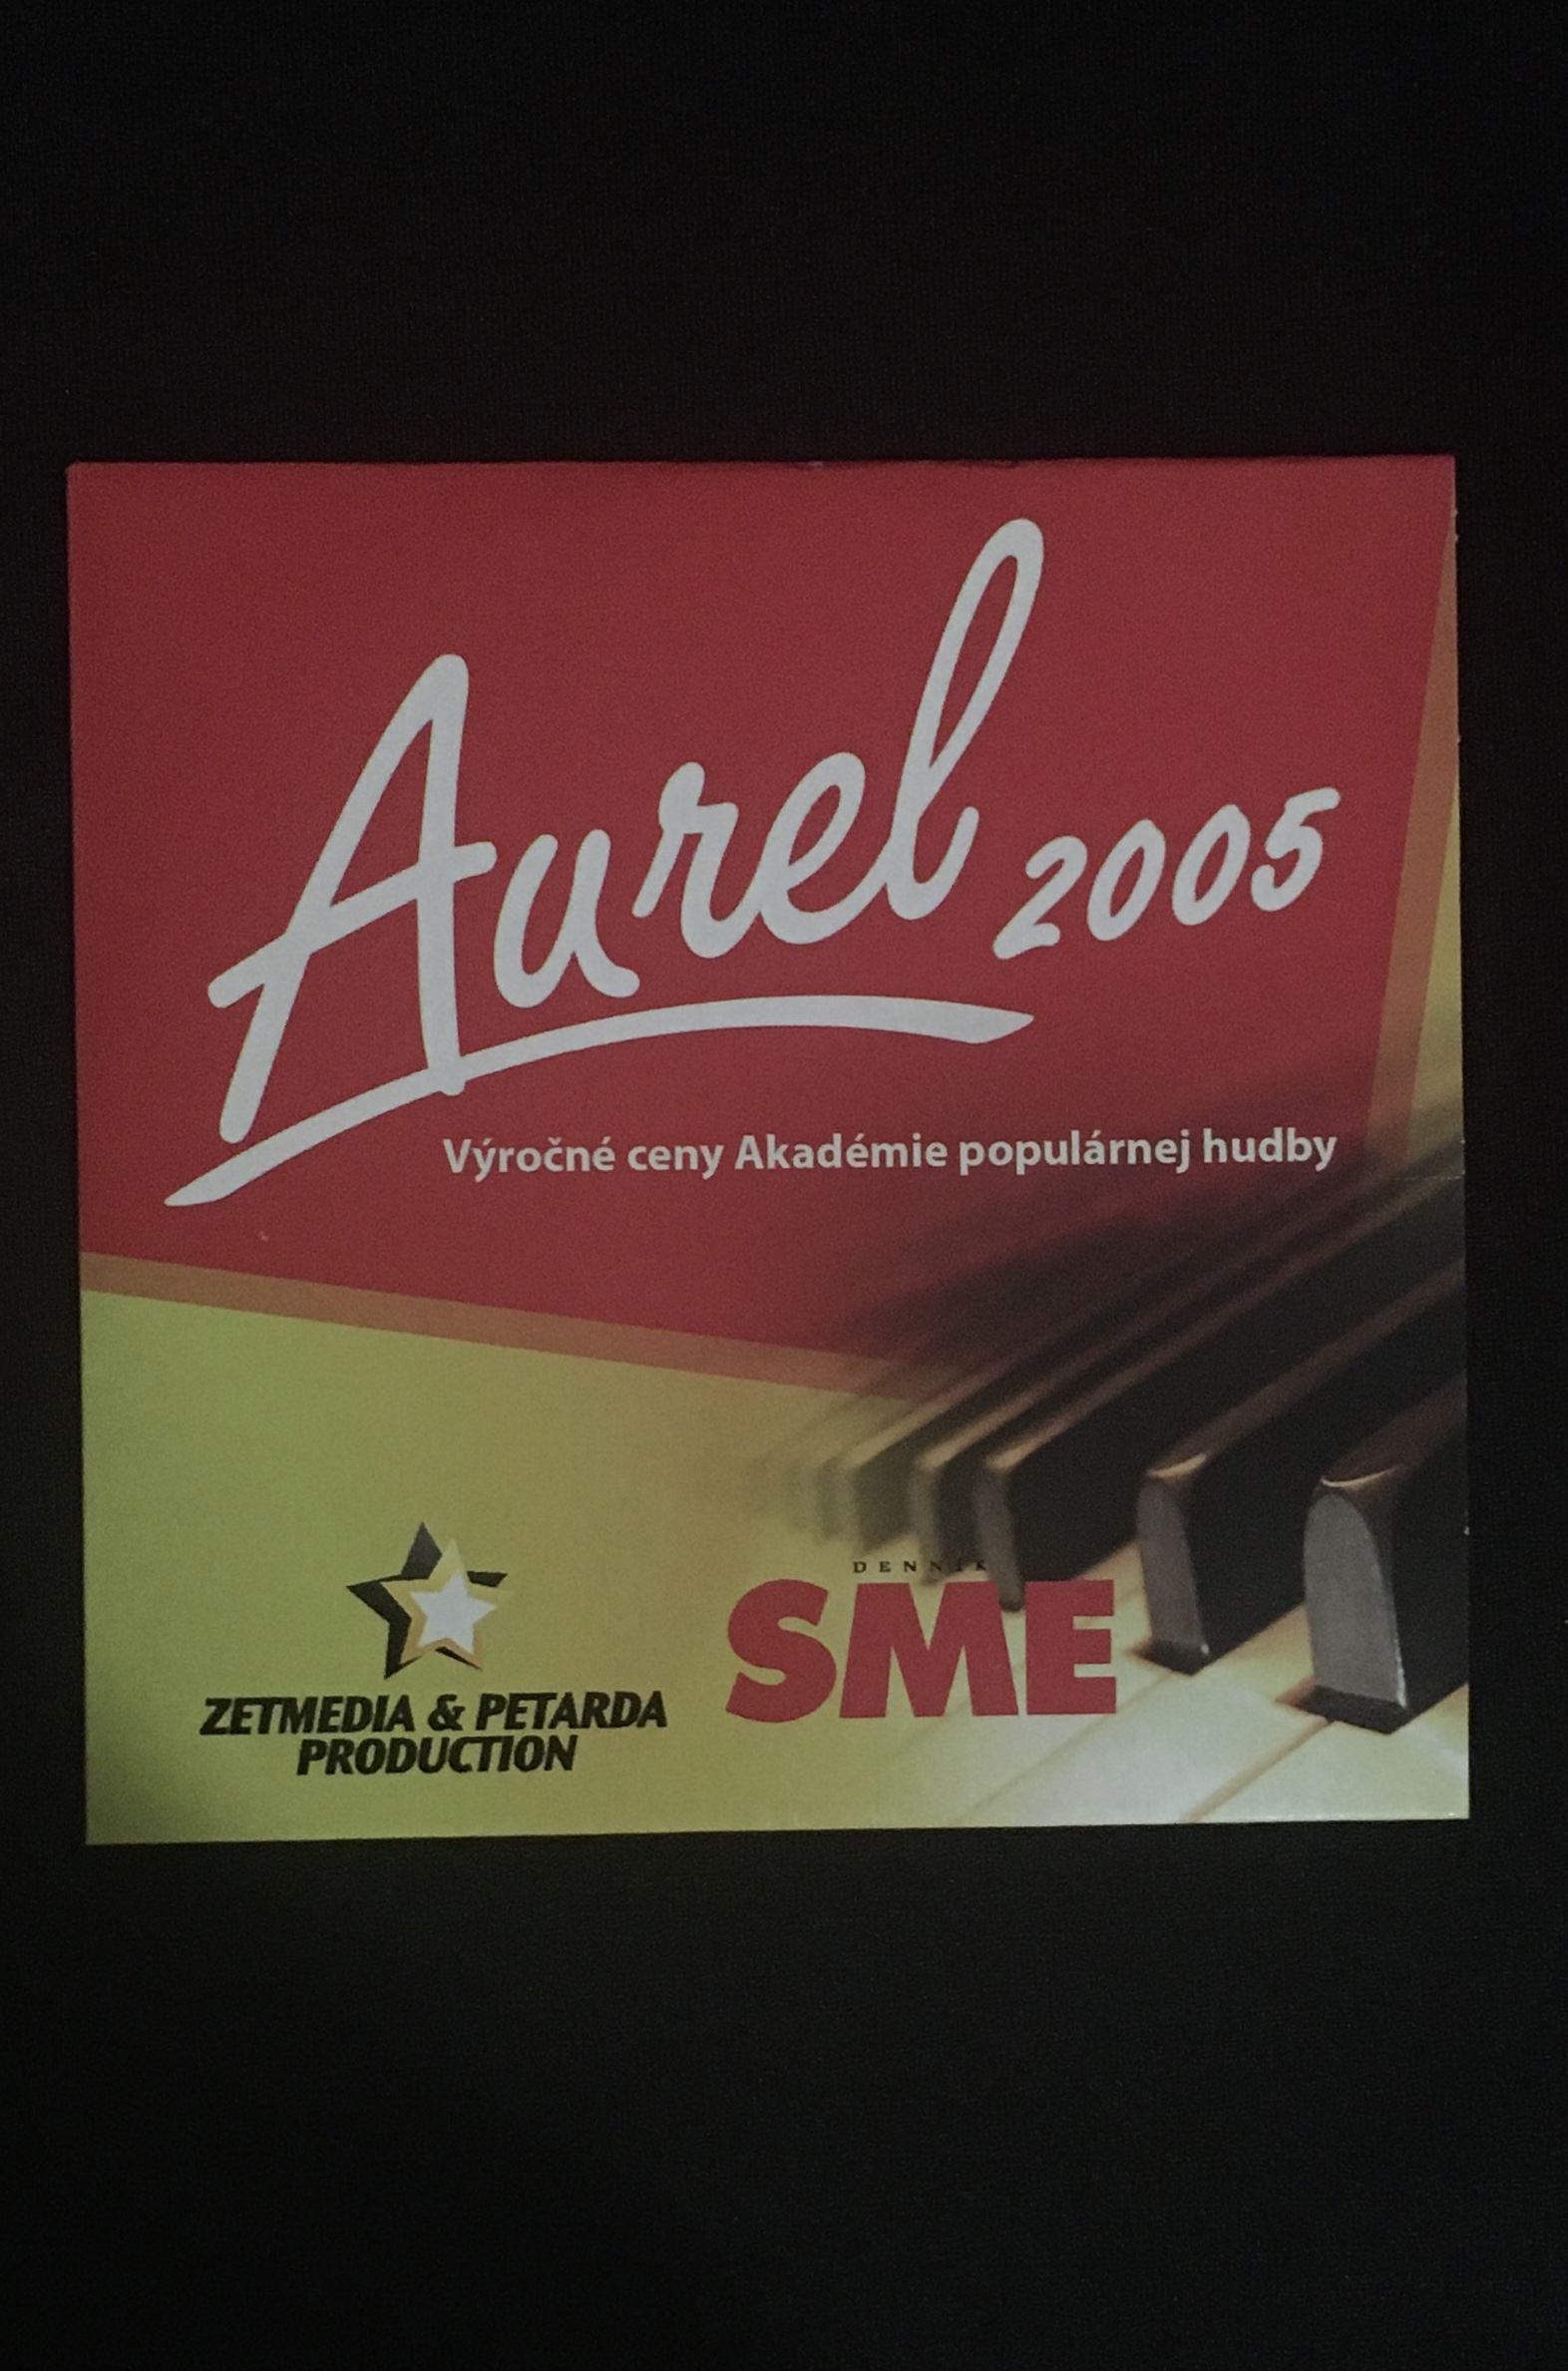 Aurel 2005
Výročné ceny Akadémie populárnej hudby
DENNÍK
SME
ZETMEDIA & PETARDA
PRODUCTION